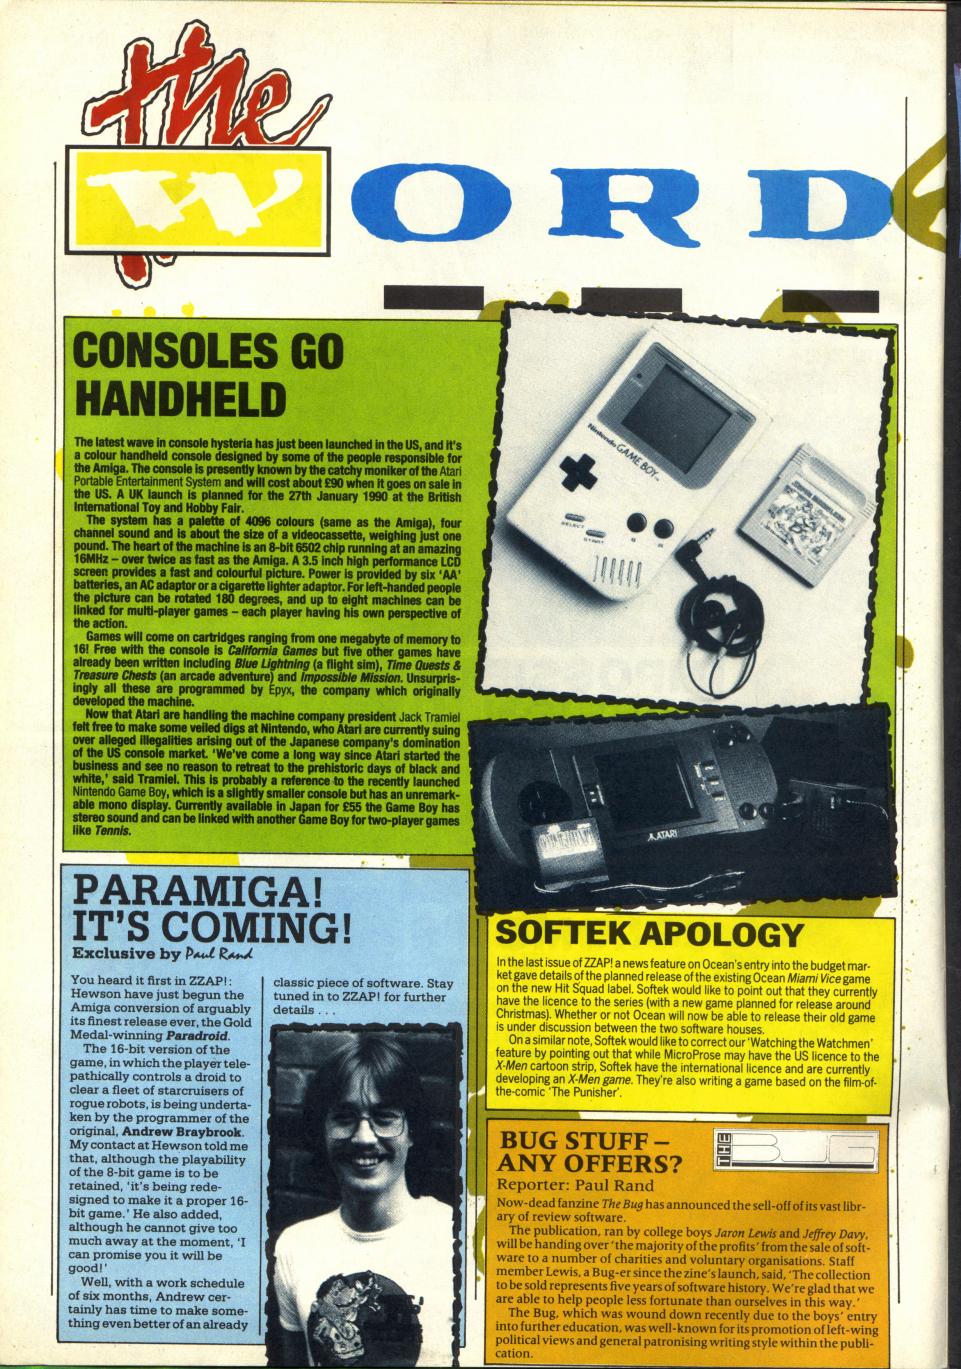 the
WORD
CONSOLES GO
HANDHELD
The latest wave in console hysteria has just been launched in the US, and it's
a colour handheld console designed by some of the people responsible for
the Amiga. The console is presently known by the catchy moniker of the Atari
Portable Entertainment System and will cost about £90 when it goes on sale in
the US. A UK launch is planned for the 27th January 1990 at the British
International Toy and Hobby Fair.
The system has a palette of 4096 colours (same as the Amiga), four
channel sound and is about the size of a videocassette, weighing just one
pound. The heart of the machine is an 8-bit 6502 chip running at an amazing
16MHz – over twice as fast as the Amiga. A 3.5 inch high performance LCD
screen provides a fast and colourful picture. Power is provided by six 'AA'
batteries, an AC adaptor or a cigarette lighter adaptor. For left-handed people
the picture can be rotated 180 degrees, and up to eight machines can be
linked for multi-player games – each player having his own perspective of
the action.
Games will come on cartridges ranging from one megabyte of memory to
16! Free with the console is California Games but five other games have
already been written including Blue Lightning (a flight sim), Time Quests &
Treasure Chests (an arcade adventure) and Impossible Mission. Unsurpris-
ingly all these are programmed by Epyx, the company which originally
developed the machine.
Now that Atari are handling the machine company president Jack Tramiel
felt free to make some veiled digs at Nintendo, who Atari are currently suing
over alleged illegalities arising out of the Japanese company's domination
of the US console market. 'We've come a long way since Atari started the
business and see no reason to retreat to the prehistoric days of black and
white,' said Tramiel. This is probably a reference to the recently launched
Nintendo Game Boy, which is a slightly smaller console but has an unremark-
able mono display. Currently available in Japan for £55 the Game Boy has
stereo sound and can be linked with another Game Boy for two-player games
like Tennis.
Nintendo GAME BOY
SELECT
START
B A
ATARI
PARAMIGA!
IT'S COMING!
Exclusive by Paul Rand
You heard it first in ZZAP!:
Hewson have just begun the
Amiga conversion of arguably
its finest release ever, the Gold
Medal-winning Paradroid.
The 16-bit version of the
game, in which the player tele-
pathically controls a droid to
clear a fleet of starcruisers of
rogue robots, is being underta-
ken by the programmer of the
original, Andrew Braybrook.
My contact at Hewson told me
that, although the playability
of the 8-bit game is to be
retained, 'it's being rede-
signed to make it a proper 16-
bit game.' He also added,
although he cannot give too
much away at the moment, 'I
can promise you it will be
good!'
Well, with a work schedule
of six months, Andrew cer-
tainly has time to make some-
thing even better of an already
classic piece of software. Stay
tuned in to ZZAP! for further
details . . .
SOFTEK APOLOGY
In the last issue of ZZAP! a news feature on Ocean's entry into the budget mar-
ket gave details of the planned release of the existing Ocean Miami Vice game
on the new Hit Squad label. Softek would like to point out that they currently
have the licence to the series (with a new game planned for release around
Christmas). Whether or not Ocean will now be able to release their old game
is under discussion between the two software houses.
On a similar note, Softek would like to correct our 'Watching the Watchmen'
feature by pointing out that while MicroProse may have the US licence to the
X-Men cartoon strip, Softek have the international licence and are currently
developing an X-Men game. They're also writing a game based on the film-of-
the-comic 'The Punisher'.
BUG STUFF –
ANY OFFERS?
THE BUG
Reporter: Paul Rand
Now-dead fanzine The Bug has announced the sell-off of its vast libr-
ary of review software.
The publication, ran by college boys Jaron Lewis and Jeffrey Davy,
will be handing over 'the majority of the profits' from the sale of soft-
ware to a number of charities and voluntary organisations. Staff
member Lewis, a Bug-er since the zine's launch, said, 'The collection
to be sold represents five years of software history. We're glad that we
are able to help people less fortunate than ourselves in this way.'
The Bug, which was wound down recently due to the boys' entry
into further education, was well-known for its promotion of left-wing
political views and general patronising writing style within the publi-
cation.